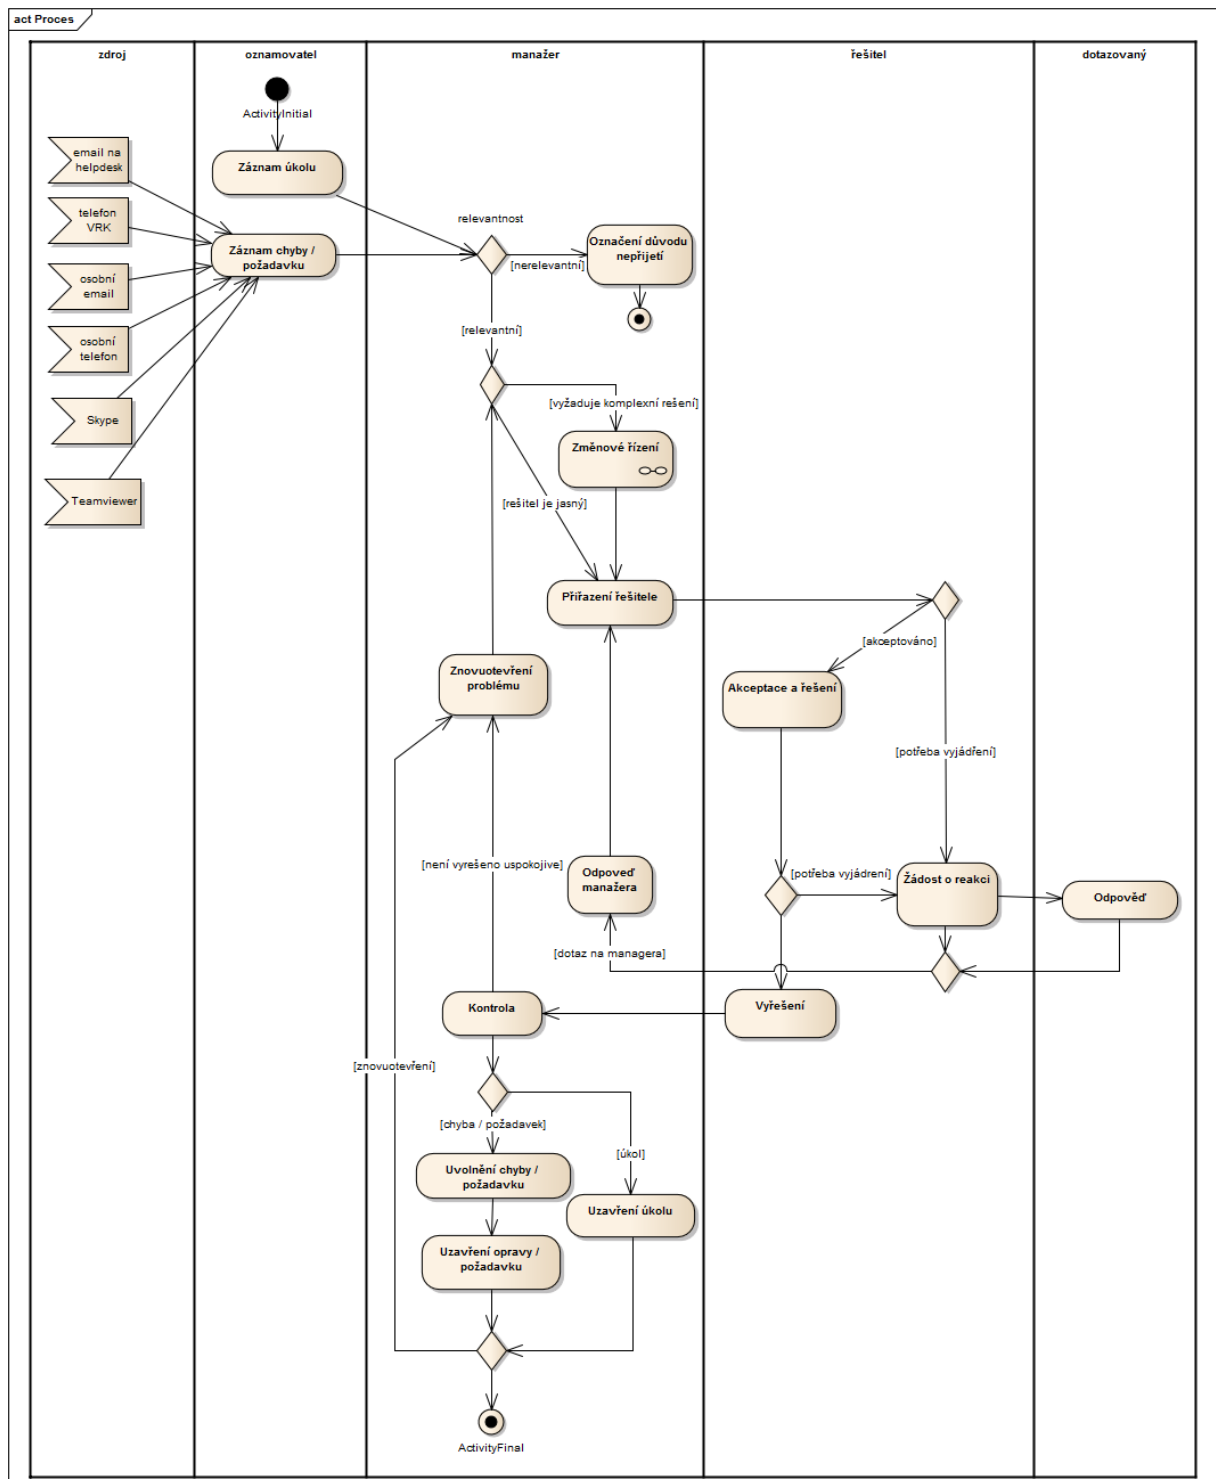 act Proces
zdroj
oznamovatel
manažer
řešitel
dotazovaný
ActivityInitial
email na
helpdesk
Záznam úkolu
telefon
VRK
relevantnost
Označení důvodu
nepřijetí
Záznam chyby /
požadavku
[nerelevantní]
osobní
email
osobní
telefon
[relevantní]
[vyžaduje komplexní rešení]
Skype
Změnové řízení
Teamviewer
[rešitel je jasný]
Přiřazení řešitele
[akceptováno]
Znovuotevření
problému
Akceptace a řešení
[potřeba vyjádření]
[není vyrešeno uspokojive]
Odpoveď
manažera
[potřeba vyjádrení]
Žádost o reakci
Odpověď
[dotaz na managera]
Kontrola
Vyřešení
[znovuotevření]
[chyba / požadavek]
[úkol]
Uvolnění chyby /
požadavku
Uzavření úkolu
Uzavření opravy /
požadavku
ActivityFinal